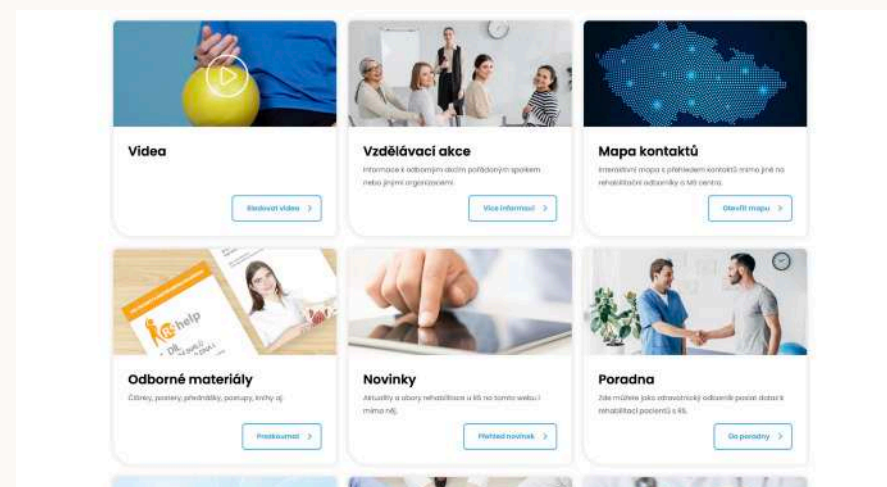 Videa
Sledovat videa >
Vzdělávací akce
Informace k odborným akcím pořádaným spolkem
nebo jinými organizacemi.
Více informací >
Mapa kontaktů
Interaktivní mapa s přehledem kontaktů mimo jiné na
rehabilitační odborníky a MS centra.
Otevřít mapu >
RS help
Odborné materiály
Články, postery, přednášky, postupy, knihy aj.
Prozkoumat >
Novinky
Aktuality z oboru rehabilitace u RS na tomto webu i
mimo něj.
Přehled novinek >
Poradna
Zde můžete jako zdravotnický odborník poslat dotaz k
rehabilitaci pacientů s RS.
Do poradny >